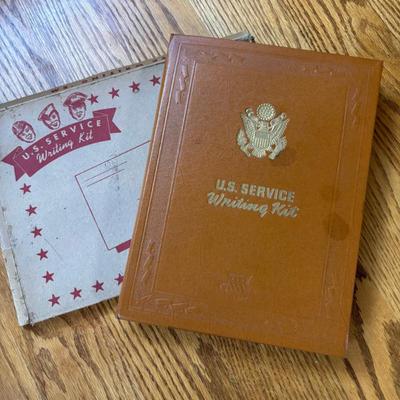 U.S. SERVICE
Writing Kit
U.S. SERVICE
Writing Kit